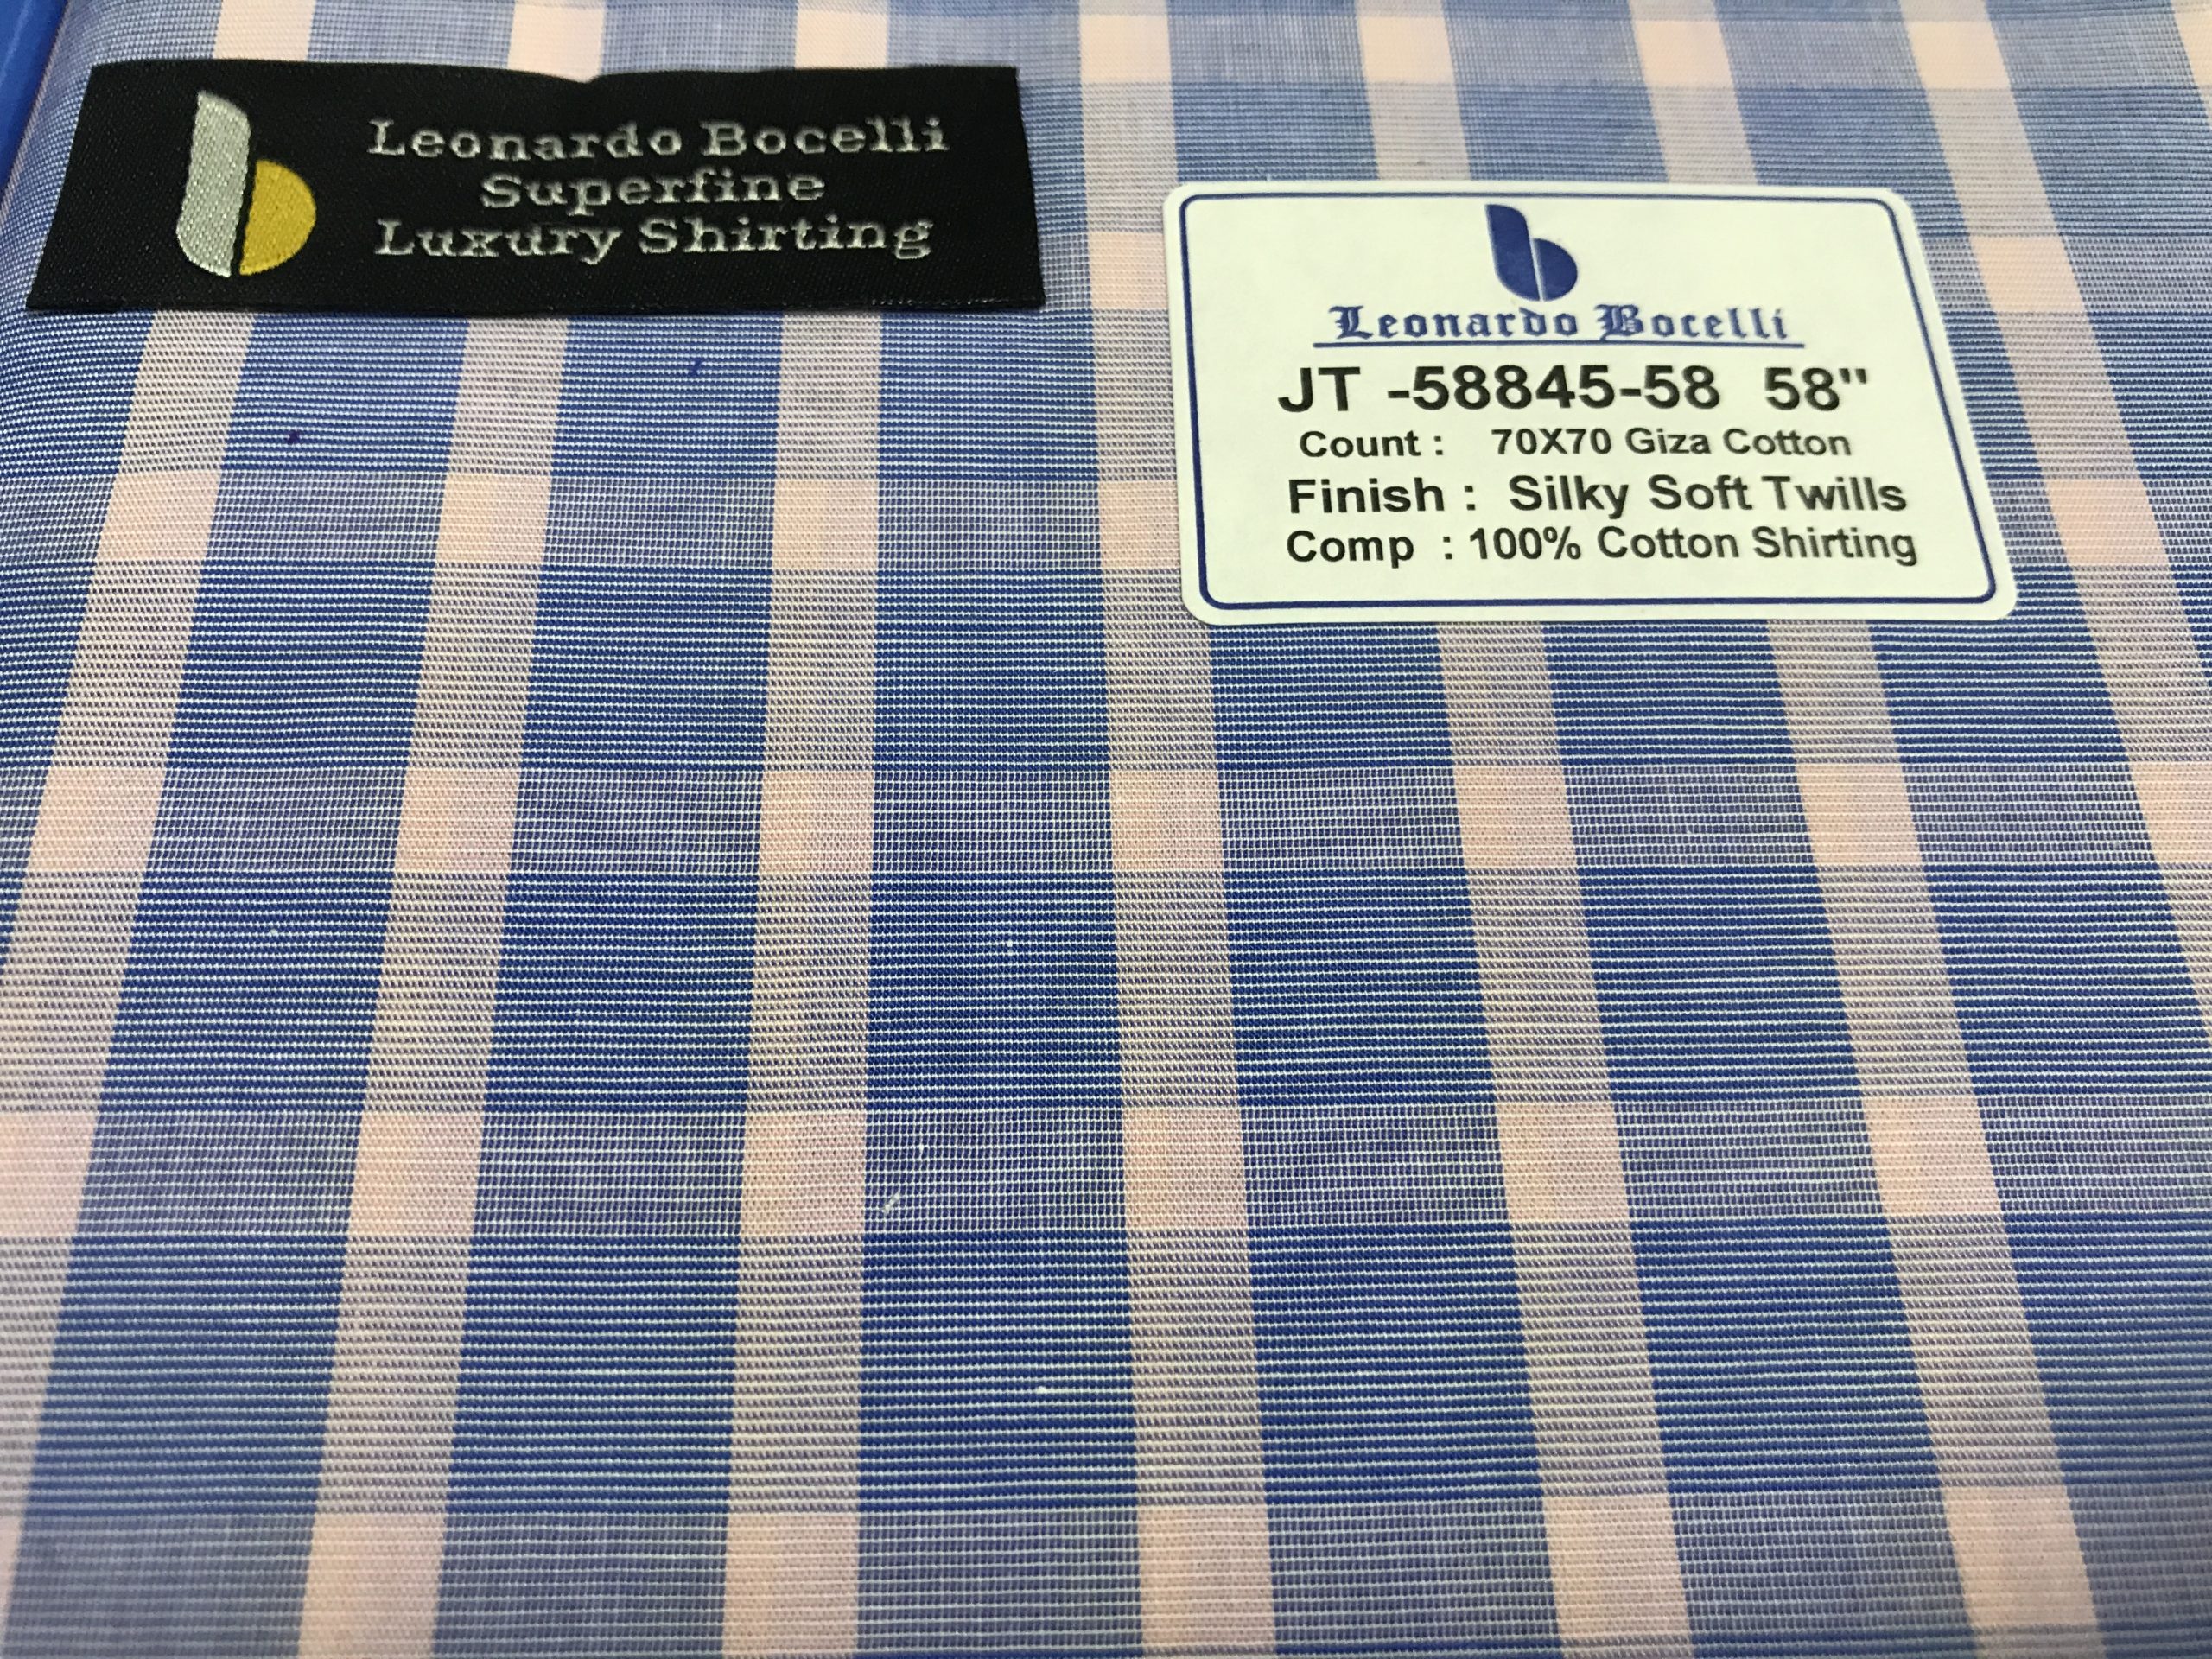 Leonardo Bocelli
Superfine
Luxury Shirting
Leonardo Bocelli
JT -58845-58 58"
Count : 70X70 Giza Cotton
Finish : Silky Soft Twills
Comp : 100% Cotton Shirting